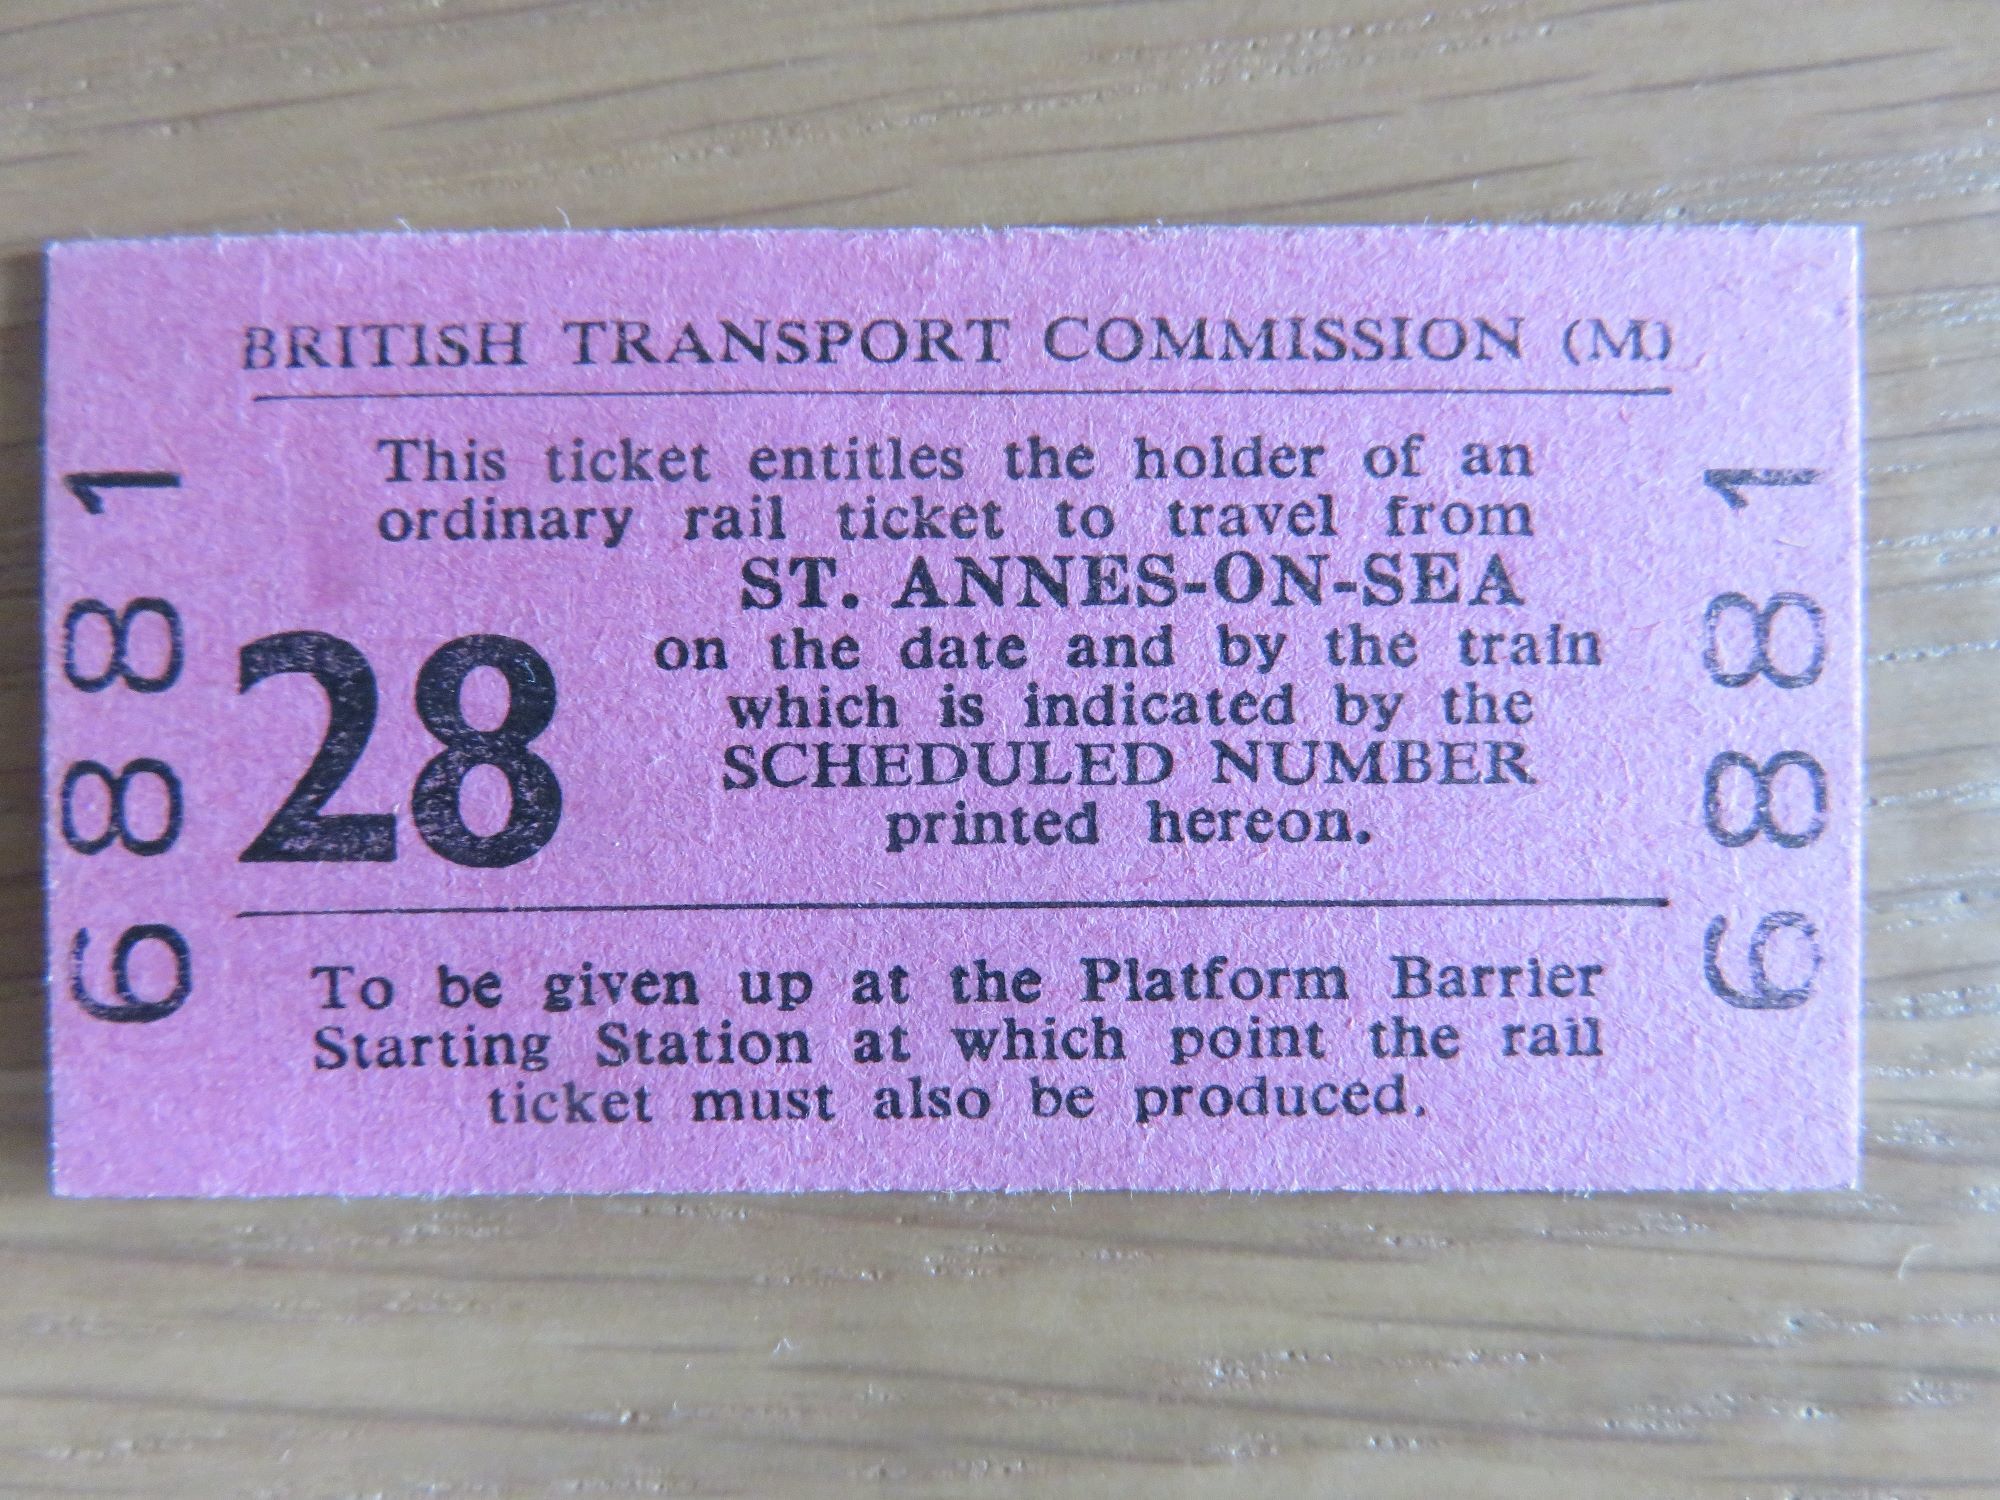 BRITISH TRANSPORT COMMISSION (M)
This ticket entitles the holder of an
ordinary rail ticket to travel from
ST. ANNES-ON-SEA
on the date and by the train
which is indicated by the
SCHEDULED NUMBER
printed hereon.
28
To be given up at the Platform Barrier
Starting Station at which point the rail
ticket must also be produced.
6881
6881